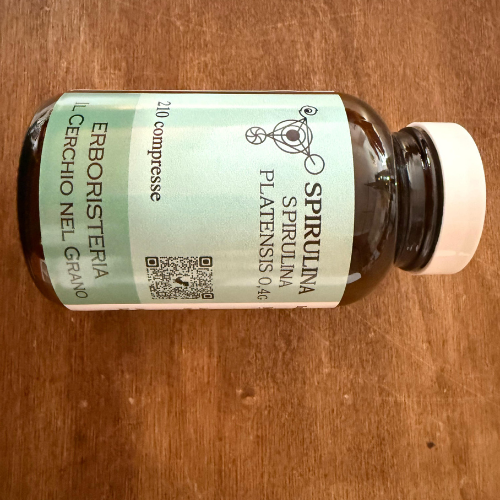 SPIRULINA
SPIRULINA
PLATENSIS 0,4g
210 compresse
ERBORISTERIA
IL CERCHIO NEL GRANO